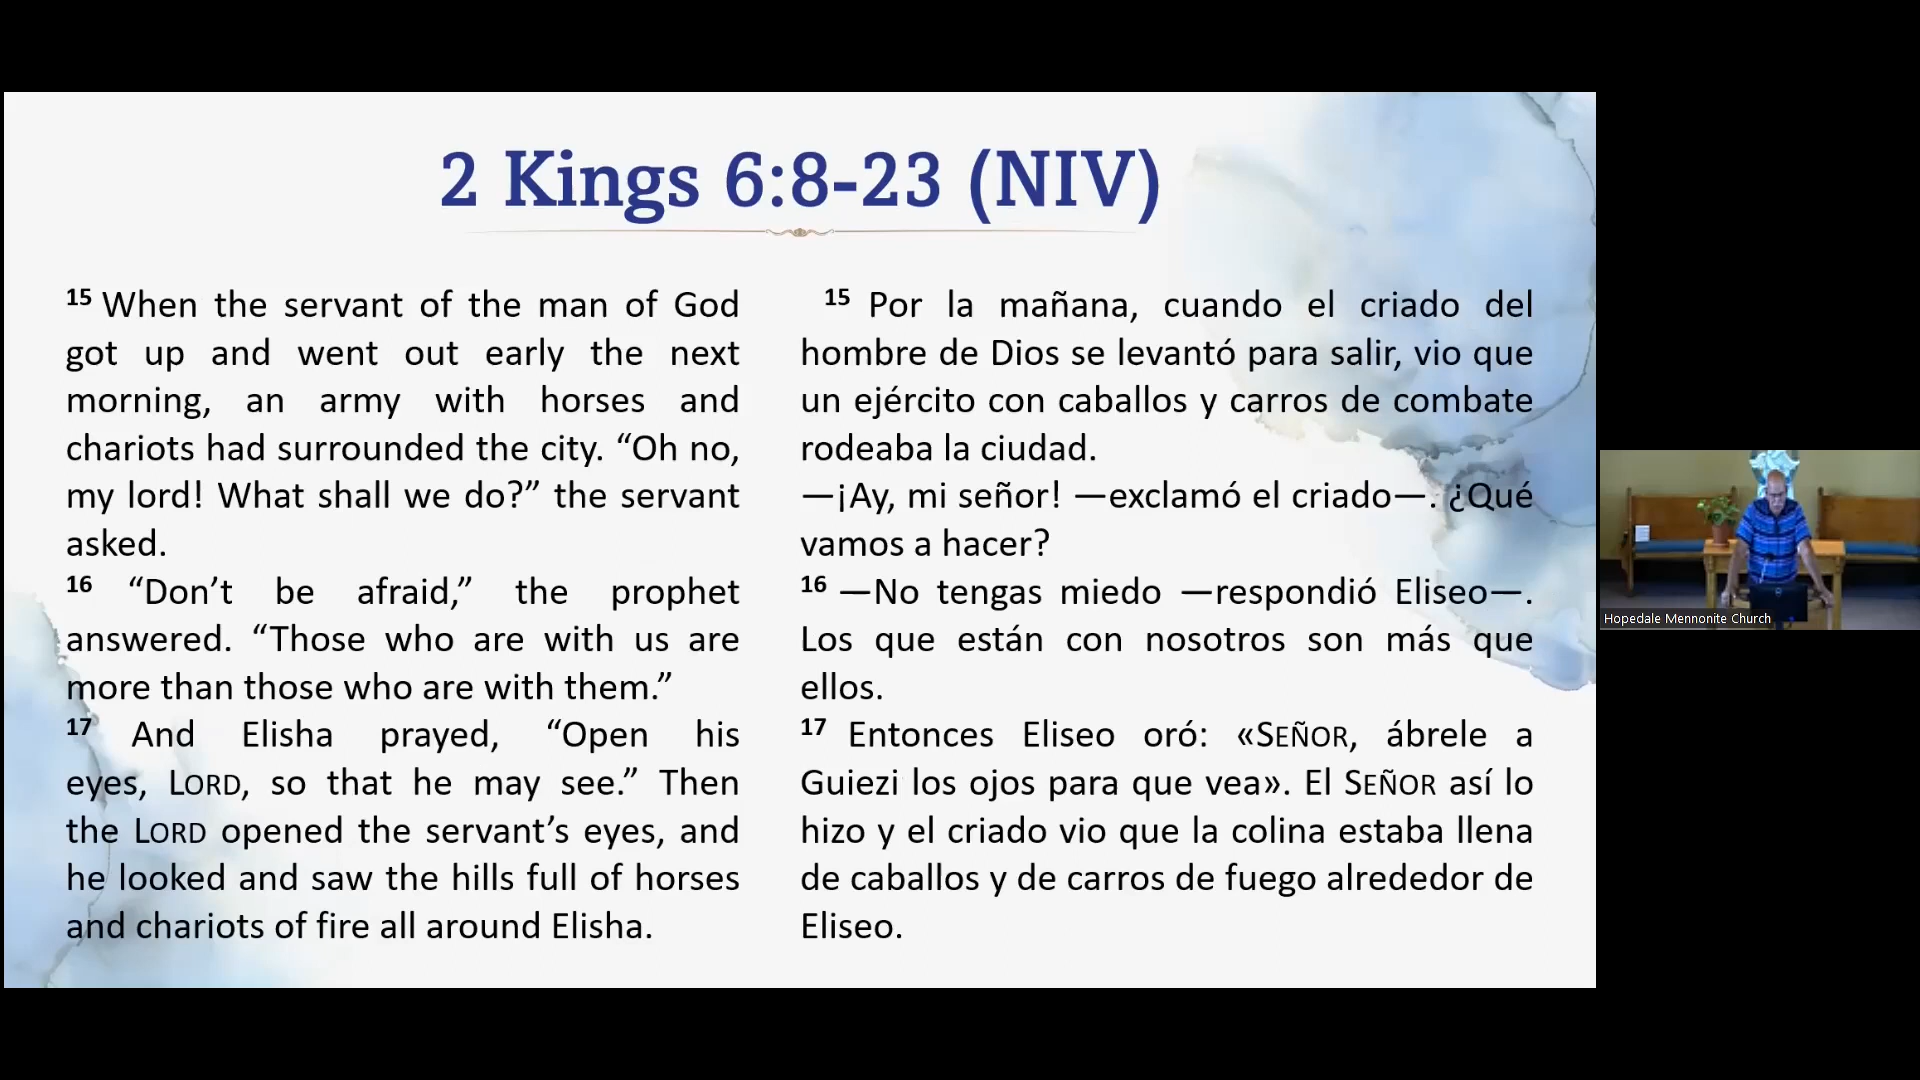 2 Kings 6:8-23 (NIV)
15 When the servant of the man of God
got up and went out early the next
morning, an army with horses and
chariots had surrounded the city. “Oh no,
my lord! What shall we do?” the servant
asked.
16 “Don’t be afraid,” the prophet
answered. “Those who are with us are
more than those who are with them.”
17 And Elisha prayed, “Open his
eyes, LORD, so that he may see.” Then
the LORD opened the servant’s eyes, and
he looked and saw the hills full of horses
and chariots of fire all around Elisha.
15 Por la mañana, cuando el criado del
hombre de Dios se levantó para salir, vio que
un ejército con caballos y carros de combate
rodeaba la ciudad.
—¡Ay, mi señor! —exclamó el criado—. ¿Qué
vamos a hacer?
16 —No tengas miedo —respondió Eliseo—.
Los que están con nosotros son más que
ellos.
17 Entonces Eliseo oró: «SEÑOR, ábrele a
Guiezi los ojos para que vea». El SEÑOR así lo
hizo y el criado vio que la colina estaba llena
de caballos y de carros de fuego alrededor de
Eliseo.
Hopedale Mennonite Church